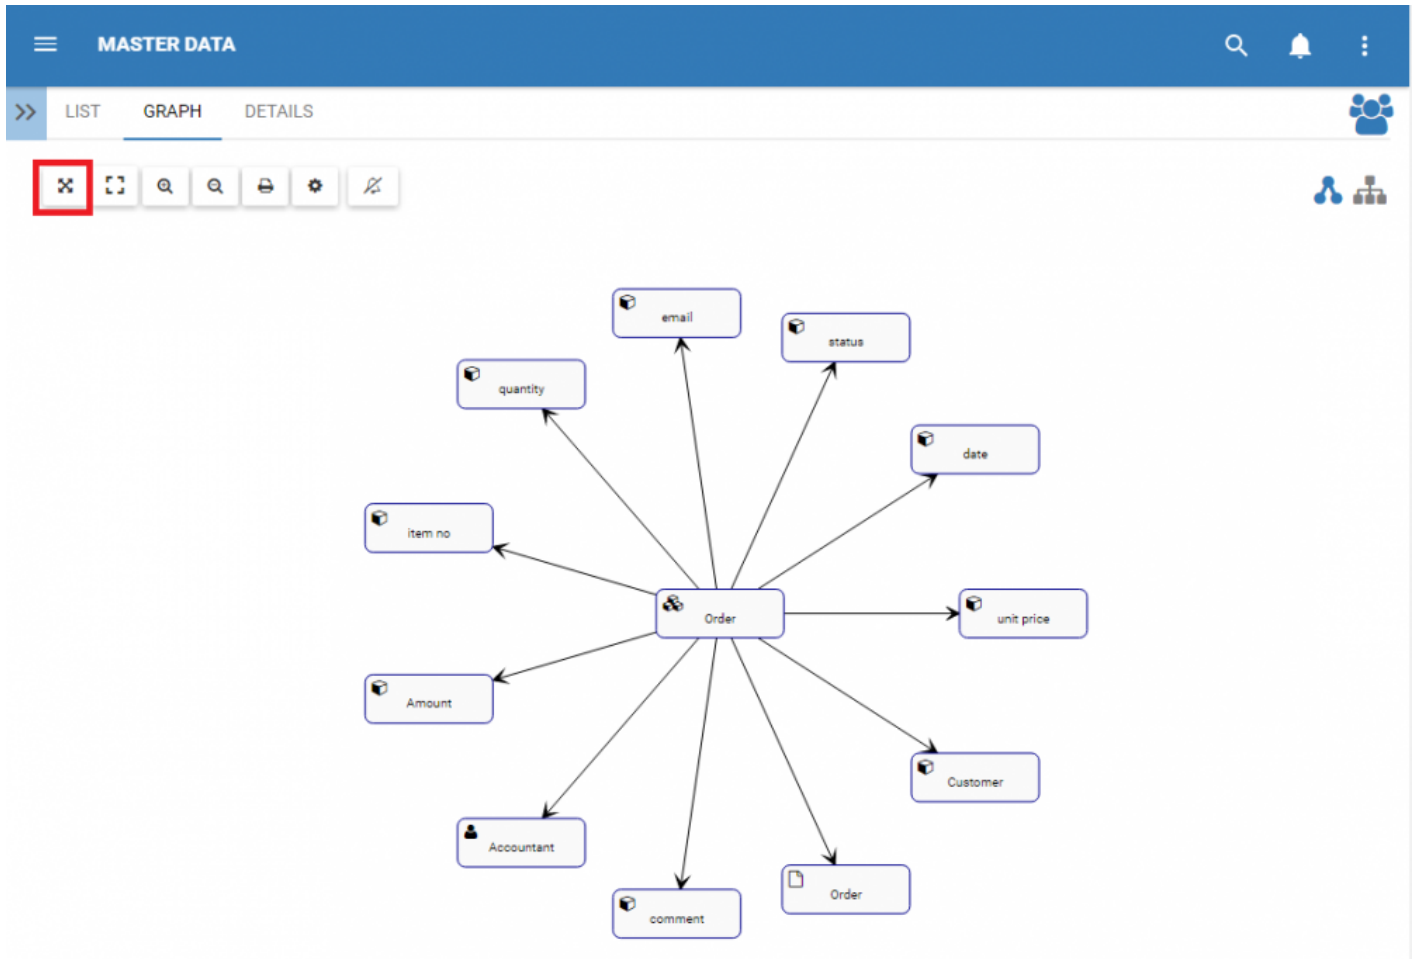 MASTER DATA
LIST GRAPH DETAILS
email
status
quantity
date
item no
Order
unit price
Amount
Customer
Accountant
Order
comment